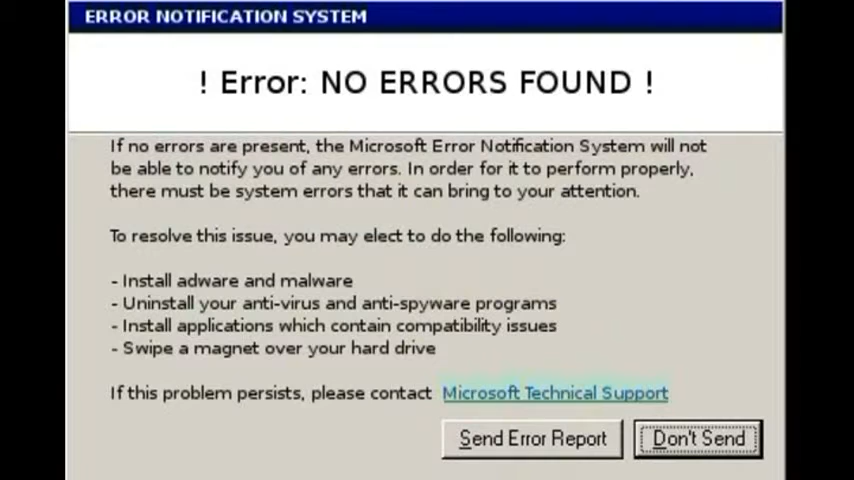 ERROR NOTIFICATION SYSTEM
! Error: NO ERRORS FOUND !
If no errors are present, the Microsoft Error Notification System will not
be able to notify you of any errors. In order for it to perform properly,
there must be system errors that it can bring to your attention.
To resolve this issue, you may elect to do the following:
- Install adware and malware
- Uninstall your anti-virus and anti-spyware programs
- Install applications which contain compatibility issues
- Swipe a magnet over your hard drive
If this problem persists, please contact Microsoft Technical Support
Send Error Report Don't Send